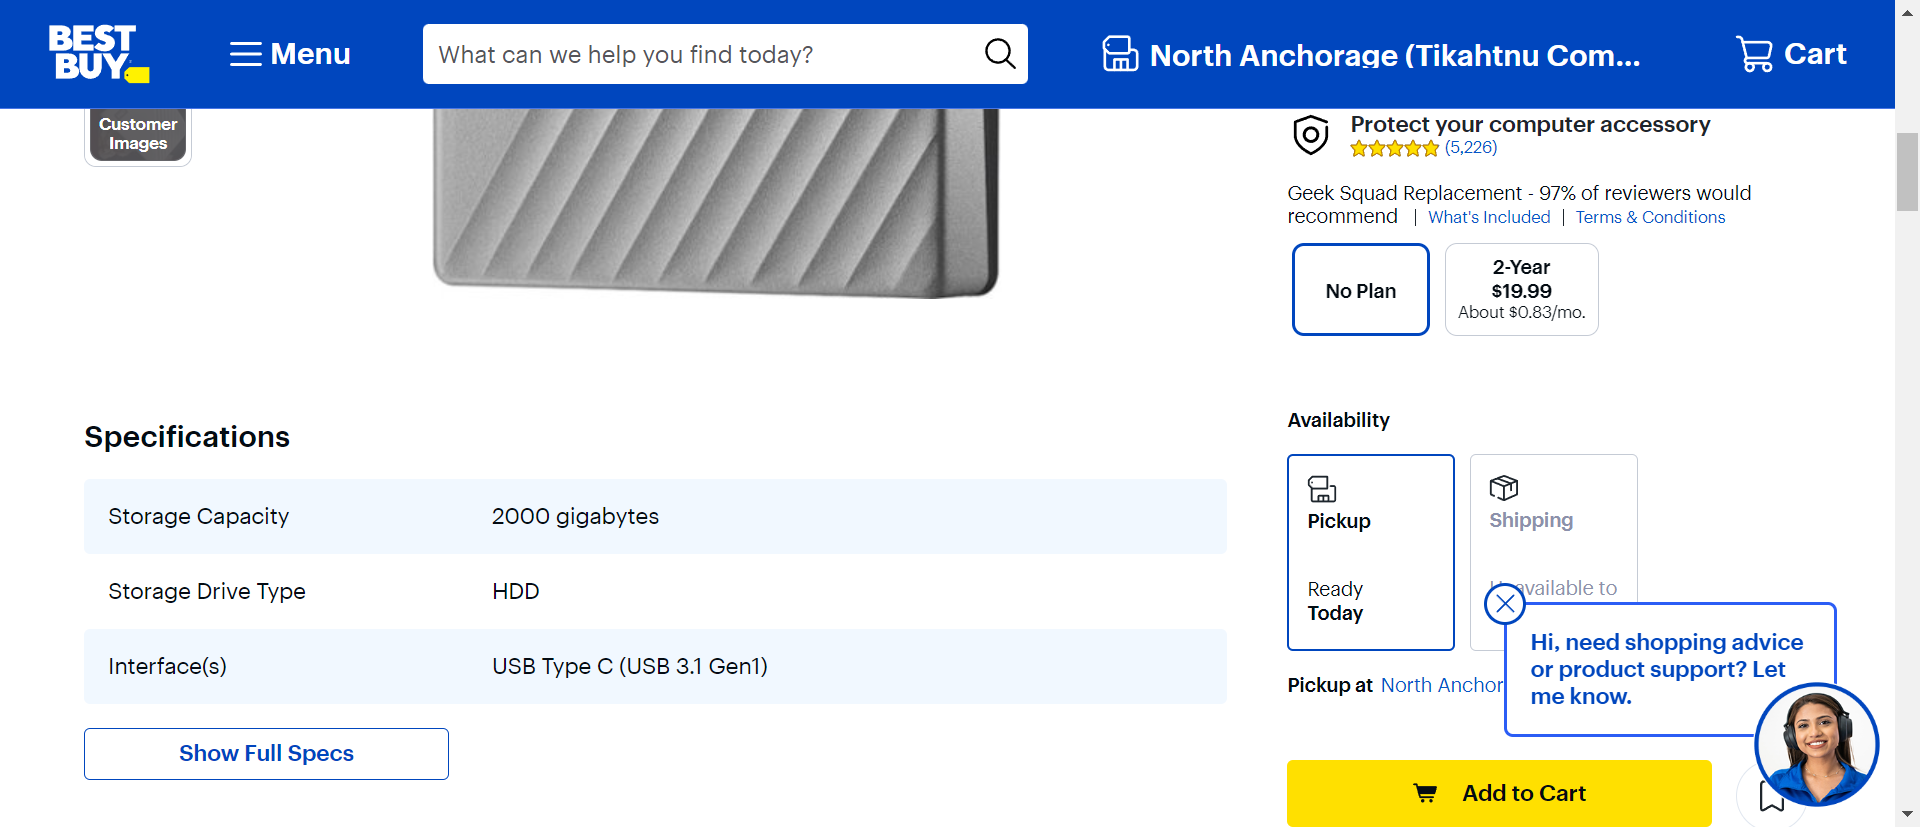 BEST
BUY
Menu
What can we help you find today?
North Anchorage (Tikahtnu Com...
Cart
Customer
Images
Protect your computer accessory
(5,226)
Geek Squad Replacement - 97% of reviewers would
recommend | What's Included | Terms & Conditions
No Plan
2-Year
$19.99
About $0.83/mo.
Specifications
Storage Capacity 2000 gigabytes
Storage Drive Type HDD
Interface(s) USB Type C (USB 3.1 Gen1)
Show Full Specs
Availability
Pickup
Ready
Today
Shipping
Unavailable to
Pickup at North Anchor
Hi, need shopping advice
or product support? Let
me know.
Add to Cart